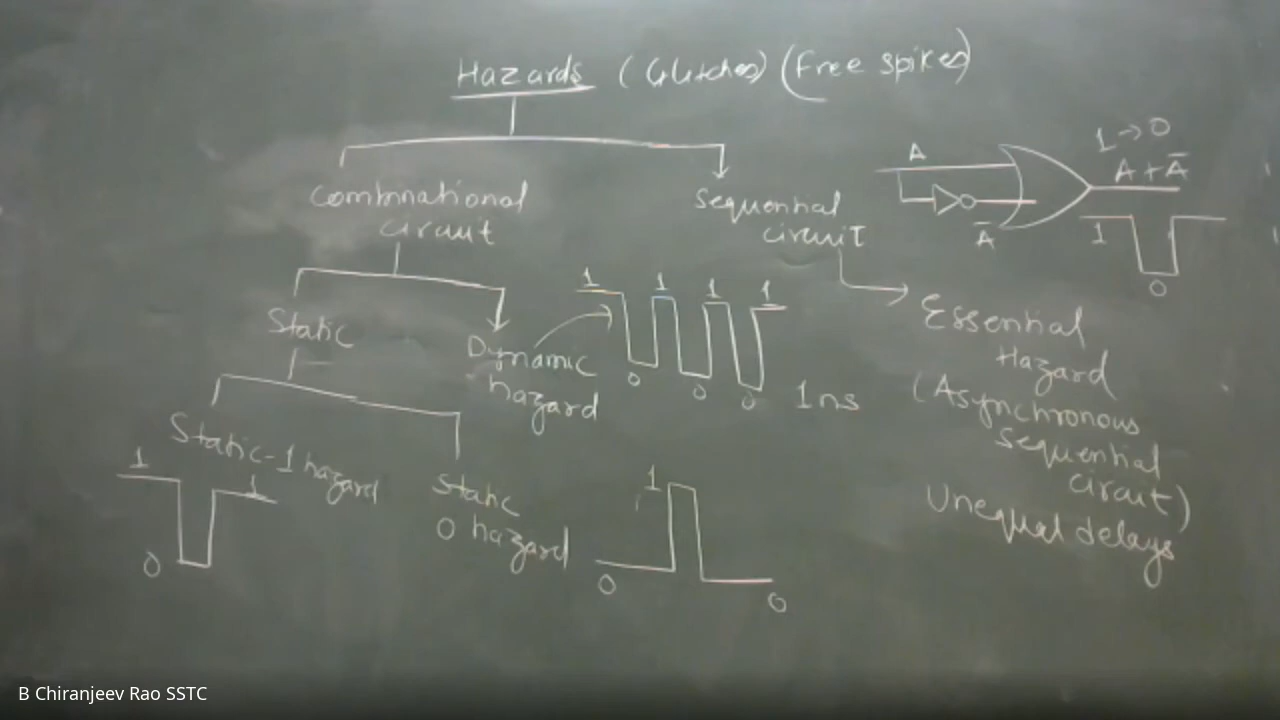 Hazards (Glitches) (Free spikes)
Combinational
circuit
Sequential
circuit
A
Ā
1 → 0
A + Ā
1
0
Static
Dynamic
hazard
1 1 1 1
0 0 0
1ns
Essential
Hazard
(Asynchronous
sequential
circuit)
Unequal delays
Static-1 hazard
1 1
0
Static
0 hazard
1
0 0
B Chiranjeev Rao SSTC